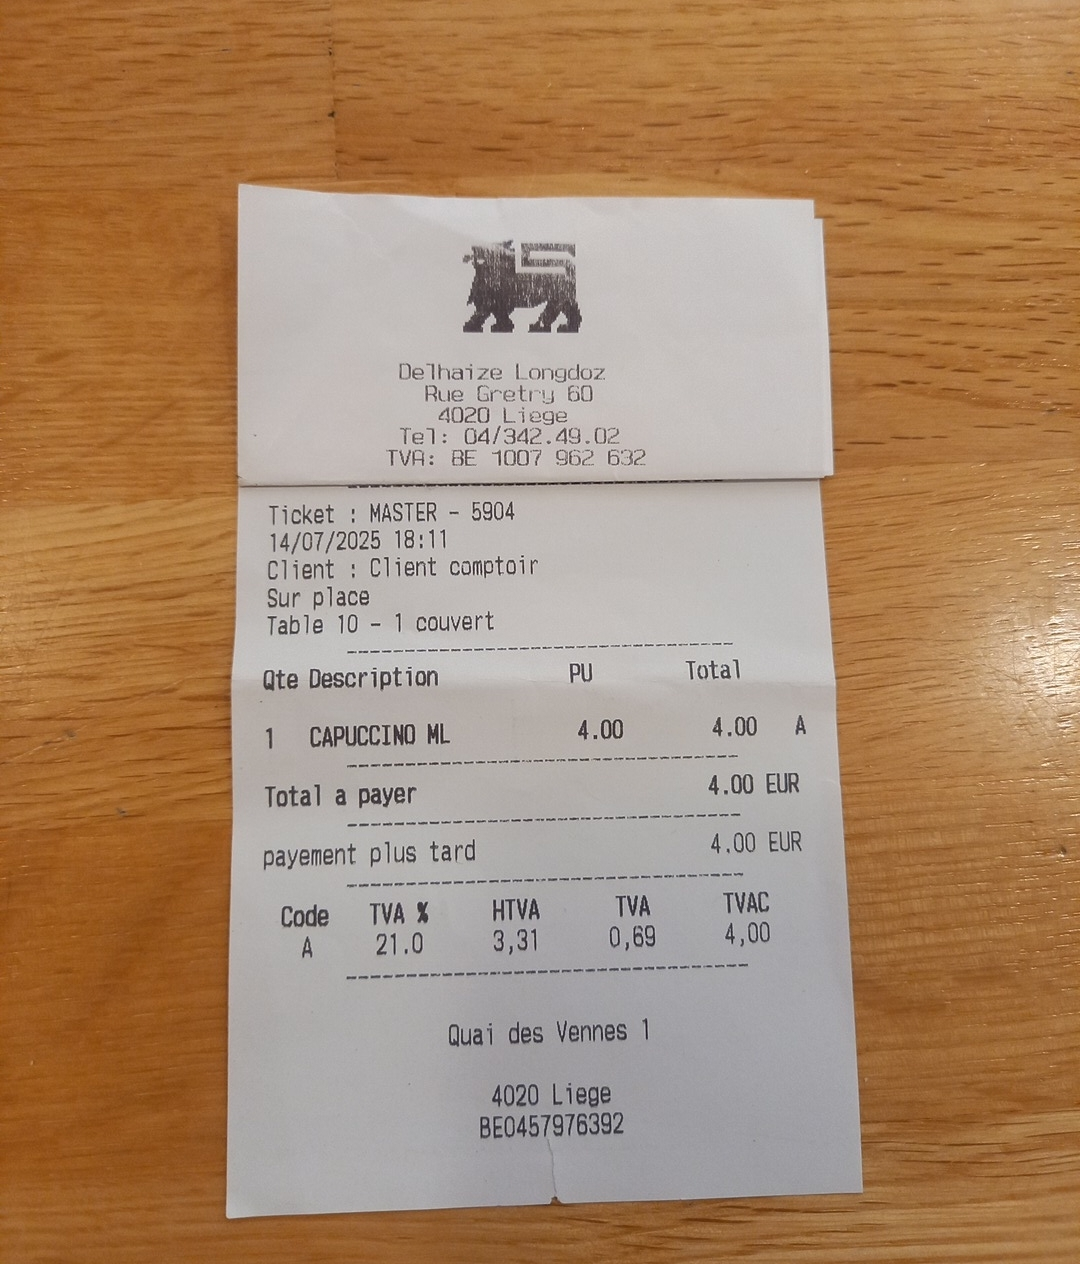 Delhaize Longdoz
Rue Gretry 60
4020 Liege
Tel: 04/342.49.02
TVA: BE 1007 962 632
Ticket : MASTER - 5904
14/07/2025 18:11
Client : Client comptoir
Sur place
Table 10 - 1 couvert
Qte Description PU Total
1 CAPUCCINO ML 4.00 4.00 A
Total a payer 4.00 EUR
payement plus tard 4.00 EUR
Code TVA % HTVA TVA TVAC
A 21.0 3,31 0,69 4,00
Quai des Vennes 1
4020 Liege
BE0457976392